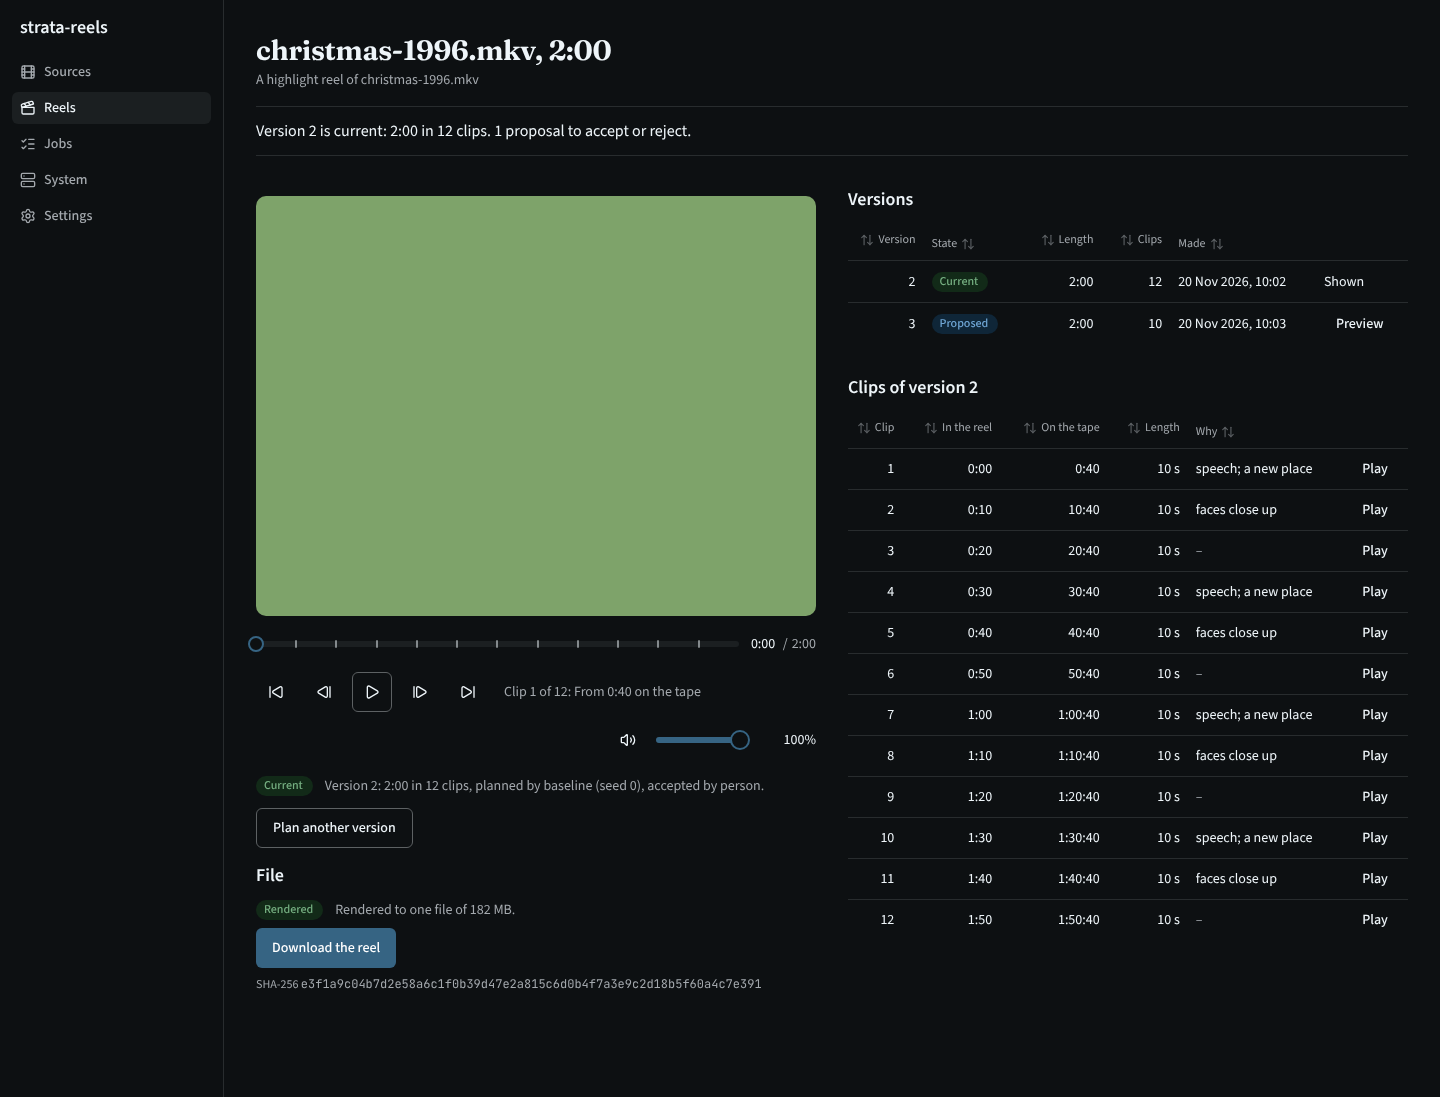 strata-reels
Sources
Reels
Jobs
System
Settings
christmas-1996.mkv, 2:00
A highlight reel of christmas-1996.mkv
Version 2 is current: 2:00 in 12 clips. 1 proposal to accept or reject.
0:00 / 2:00
Clip 1 of 12: From 0:40 on the tape
100%
Current Version 2: 2:00 in 12 clips, planned by baseline (seed 0), accepted by person.
Plan another version
File
Rendered Rendered to one file of 182 MB.
Download the reel
SHA-256 e3f1a9c04b7d2e58a6c1f0b39d47e2a815c6d0b4f7a3e9c2d18b5f60a4c7e391
Versions
Version State Length Clips Made
2 Current 2:00 12 20 Nov 2026, 10:02 Shown
3 Proposed 2:00 10 20 Nov 2026, 10:03 Preview
Clips of version 2
Clip In the reel On the tape Length Why
1 0:00 0:40 10 s speech; a new place Play
2 0:10 10:40 10 s faces close up Play
3 0:20 20:40 10 s – Play
4 0:30 30:40 10 s speech; a new place Play
5 0:40 40:40 10 s faces close up Play
6 0:50 50:40 10 s – Play
7 1:00 1:00:40 10 s speech; a new place Play
8 1:10 1:10:40 10 s faces close up Play
9 1:20 1:20:40 10 s – Play
10 1:30 1:30:40 10 s speech; a new place Play
11 1:40 1:40:40 10 s faces close up Play
12 1:50 1:50:40 10 s – Play